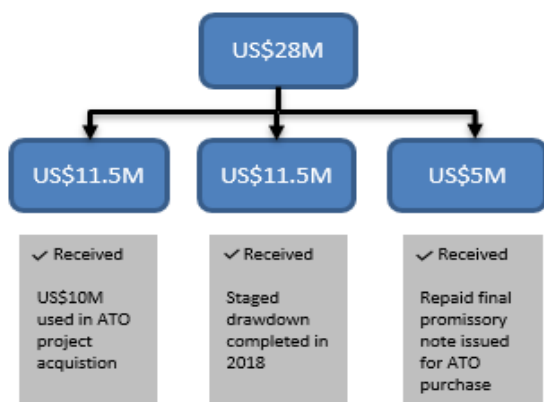 US$28M
US$11.5M
US$11.5M
US$5M
✓ Received
US$10M
used in ATO
project
acquistion
✓ Received
Staged
drawdown
completed in
2018
✓ Received
Repaid final
promissory
note issued
for ATO
purchase